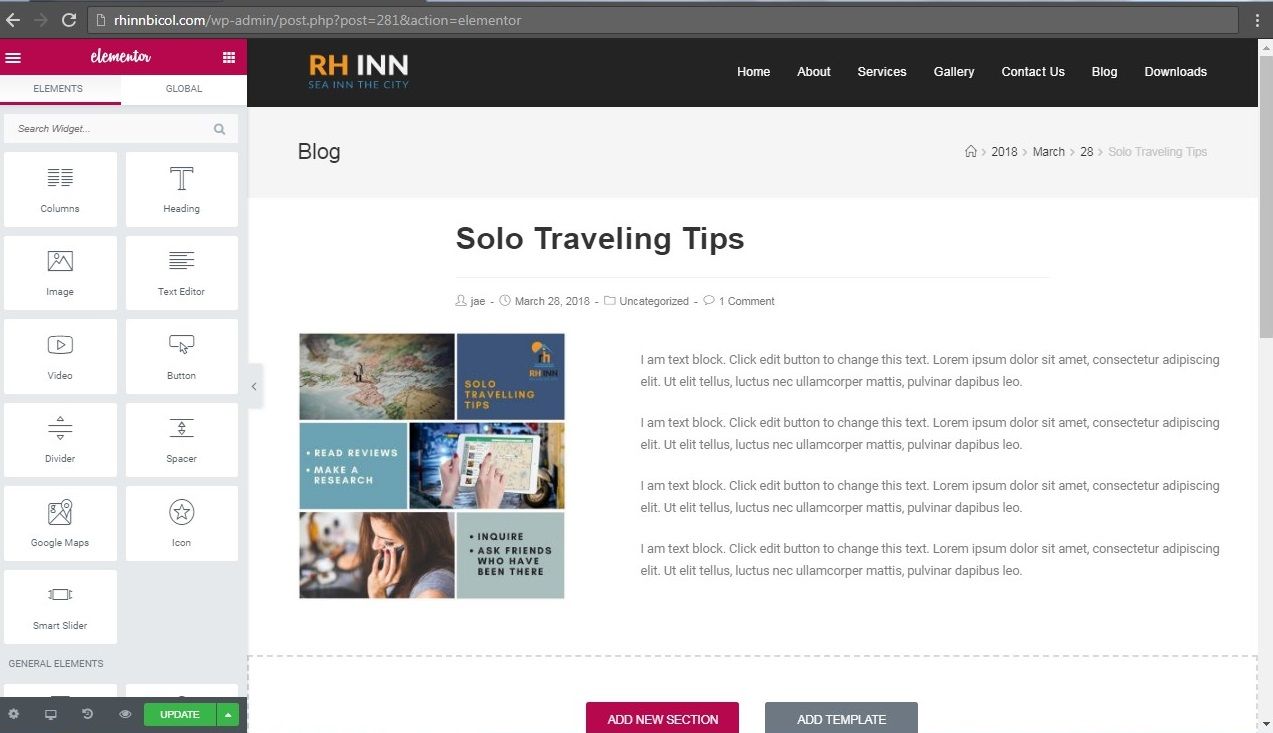 rhinnbicol.com/wp-admin/post.php?post=281&action=elementor
elementor
ELEMENTS GLOBAL
Search Widget...
Columns Heading
Image Text Editor
Video Button
Divider Spacer
Google Maps Icon
Smart Slider
GENERAL ELEMENTS
UPDATE
RH INN
SEA INN THE CITY
Home About Services Gallery Contact Us Blog Downloads
Blog
2018 > March > 28 > Solo Traveling Tips
Solo Traveling Tips
jae - March 28, 2018 - Uncategorized - 1 Comment
rh
RH INN
SOLO
TRAVELLING
TIPS
• READ REVIEWS
• MAKE A
RESEARCH
• INQUIRE
• ASK FRIENDS
WHO HAVE
BEEN THERE
I am text block. Click edit button to change this text. Lorem ipsum dolor sit amet, consectetur adipiscing
elit. Ut elit tellus, luctus nec ullamcorper mattis, pulvinar dapibus leo.
I am text block. Click edit button to change this text. Lorem ipsum dolor sit amet, consectetur adipiscing
elit. Ut elit tellus, luctus nec ullamcorper mattis, pulvinar dapibus leo.
I am text block. Click edit button to change this text. Lorem ipsum dolor sit amet, consectetur adipiscing
elit. Ut elit tellus, luctus nec ullamcorper mattis, pulvinar dapibus leo.
I am text block. Click edit button to change this text. Lorem ipsum dolor sit amet, consectetur adipiscing
elit. Ut elit tellus, luctus nec ullamcorper mattis, pulvinar dapibus leo.
ADD NEW SECTION ADD TEMPLATE